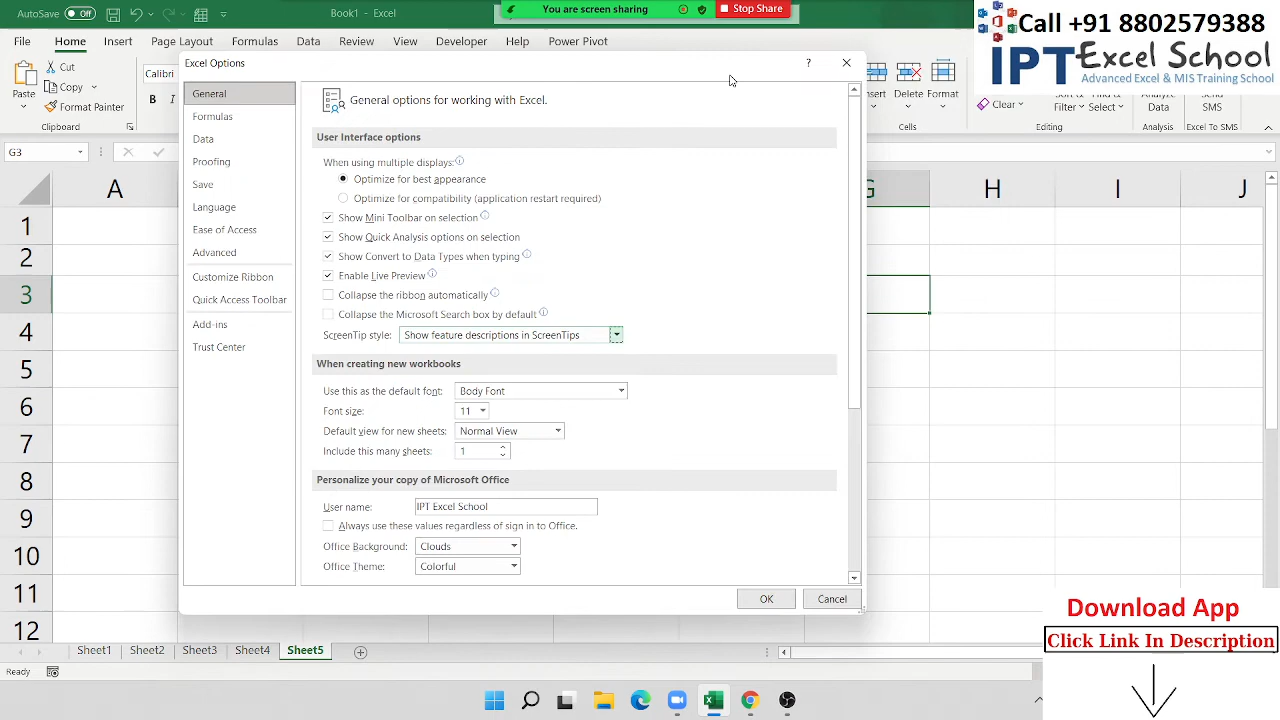 AutoSave Off
Book1 - Excel
You are screen sharing
Stop Share
Call +91 8802579388
IPT Excel School
Advanced Excel & MIS Training School
File Home Insert Page Layout Formulas Data Review View Developer Help Power Pivot
Paste
Cut
Copy
Format Painter
Clipboard
Calibri
B I
Delete Format
Cells
Clear
Filter Select
Editing
Data
Analysis
Send
SMS
Excel To SMS
G3
Excel Options
?
General
Formulas
Data
Proofing
Save
Language
Ease of Access
Advanced
Customize Ribbon
Quick Access Toolbar
Add-ins
Trust Center
General options for working with Excel.
User Interface options
When using multiple displays:
Optimize for best appearance
Optimize for compatibility (application restart required)
Show Mini Toolbar on selection
Show Quick Analysis options on selection
Show Convert to Data Types when typing
Enable Live Preview
Collapse the ribbon automatically
Collapse the Microsoft Search box by default
ScreenTip style: Show feature descriptions in ScreenTips
When creating new workbooks
Use this as the default font: Body Font
Font size: 11
Default view for new sheets: Normal View
Include this many sheets: 1
Personalize your copy of Microsoft Office
User name: IPT Excel School
Always use these values regardless of sign in to Office.
Office Background: Clouds
Office Theme: Colorful
OK Cancel
A H I J
1
2
3
4
5
6
7
8
9
10
11
12
Sheet1 Sheet2 Sheet3 Sheet4 Sheet5
Ready
Download App
Click Link In Description